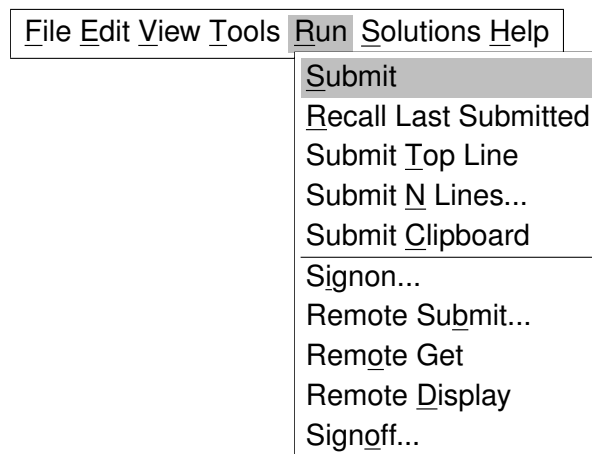 File Edit View Tools Run Solutions Help
Submit
Recall Last Submitted
Submit Top Line
Submit N Lines...
Submit Clipboard
Signon...
Remote Submit...
Remote Get
Remote Display
Signoff...